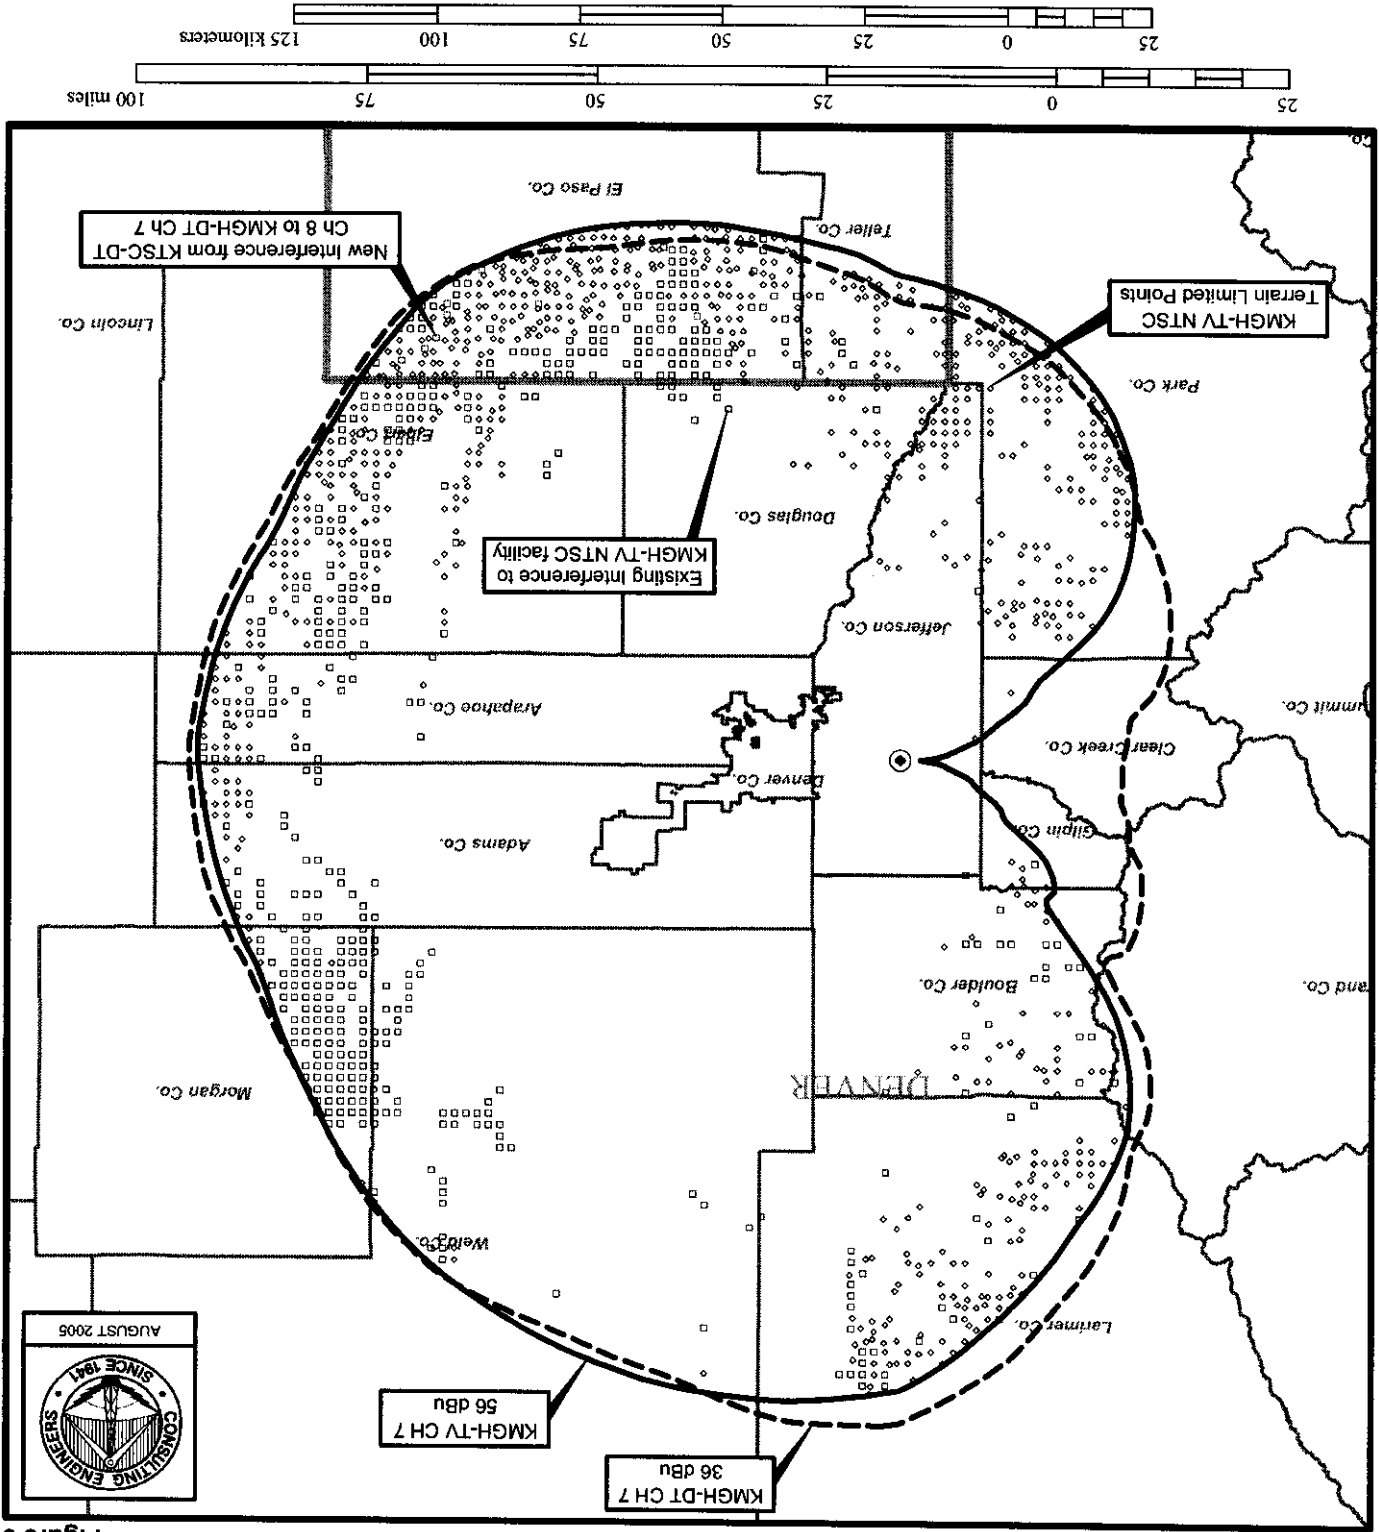 Figure
KMGH-DT CH 7
36 dBu
KMGH-TV CH 7
56 dBu
CONSULTING ENGINEERS
SINCE 1941
AUGUST 2005
Larimer Co.
Weld Co.
DENVER
Morgan Co.
Boulder Co.
Gilpin Co.
Adams Co.
Denver Co.
Clear Creek Co.
Arapahoe Co.
Jefferson Co.
Existing Interference to
KMGH-TV NTSC facility
Douglas Co.
Elbert Co.
Park Co.
KMGH-TV NTSC
Terrain Limited Points
Lincoln Co.
New Interference from KTSC-DT
Ch 8 to KMGH-DT Ch 7
Teller Co.
El Paso Co.
25 0 25 50 75 100 miles
25 0 25 50 75 100 125 kilometers